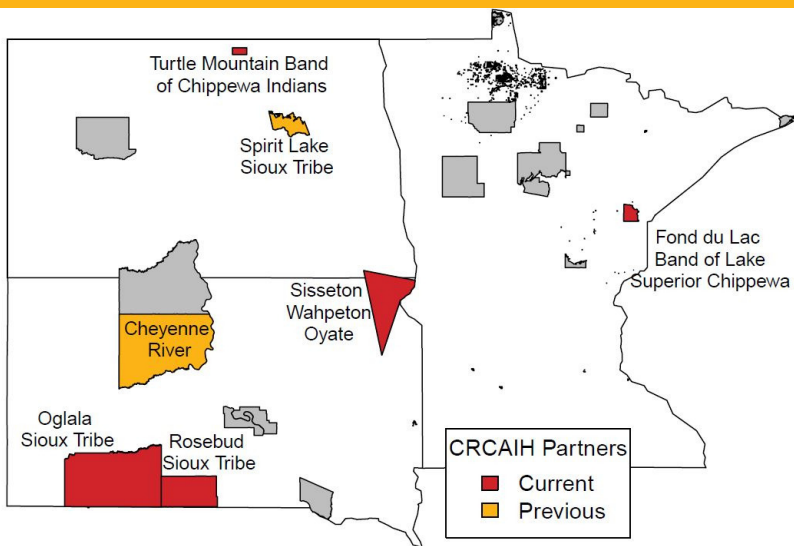 Turtle Mountain Band
of Chippewa Indians
Spirit Lake
Sioux Tribe
Fond du Lac
Band of Lake
Superior Chippewa
Sisseton
Wahpeton
Oyate
Cheyenne
River
Oglala
Sioux Tribe
Rosebud
Sioux Tribe
CRCAIH Partners
Current
Previous